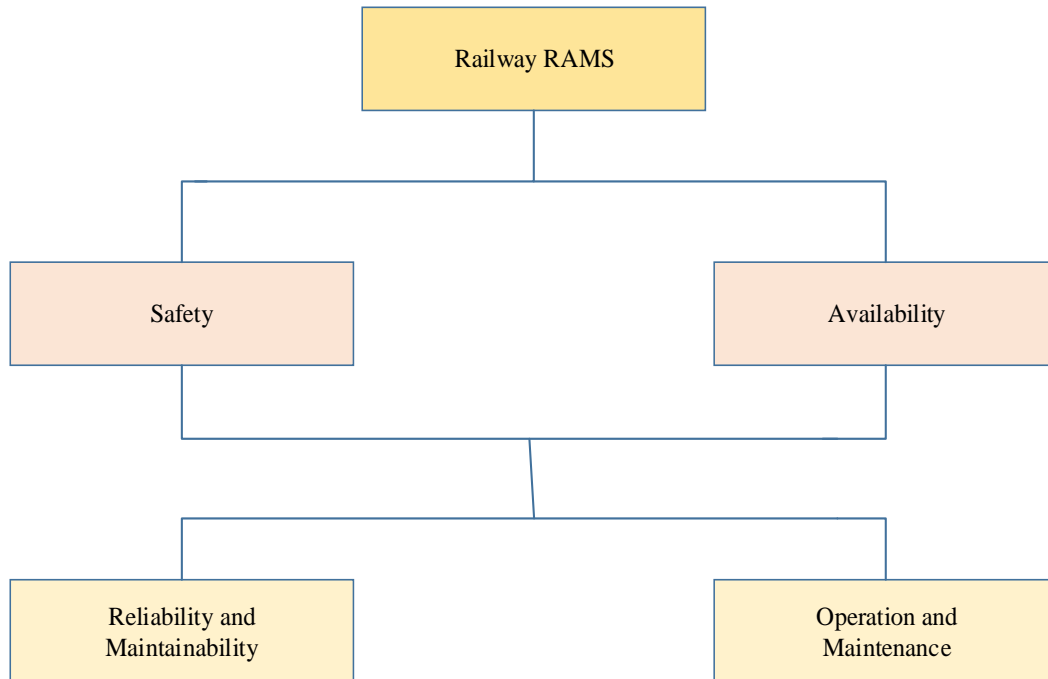 Railway RAMS
Safety
Availability
Reliability and
Maintainability
Operation and
Maintenance